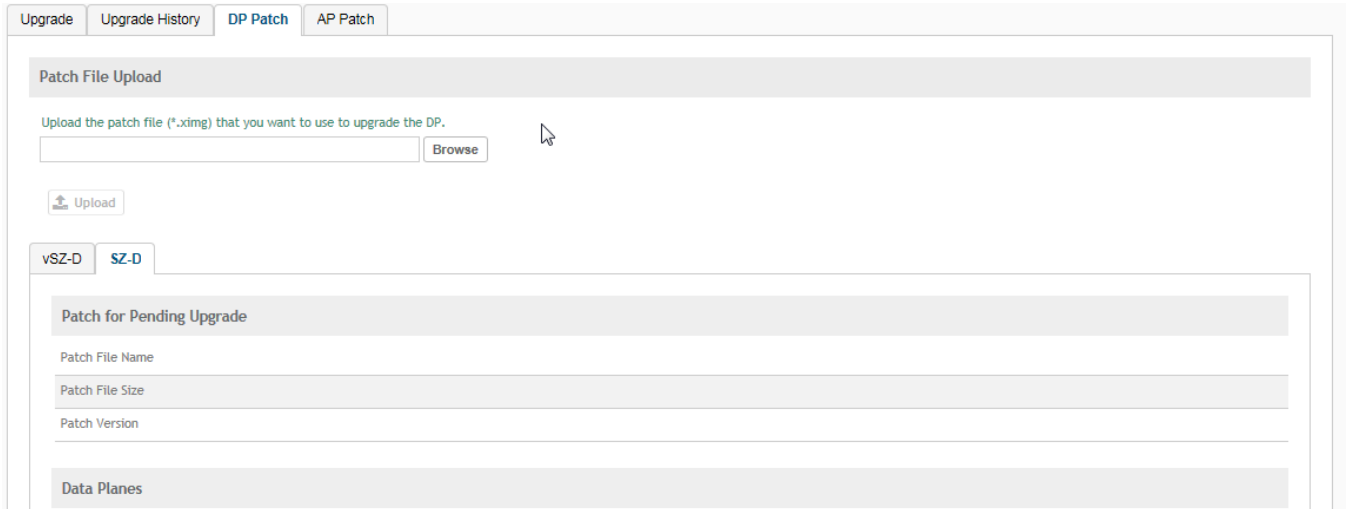 Upgrade Upgrade History DP Patch AP Patch
Patch File Upload
Upload the patch file (*.ximg) that you want to use to upgrade the DP.
Browse
Upload
vSZ-D SZ-D
Patch for Pending Upgrade
Patch File Name
Patch File Size
Patch Version
Data Planes